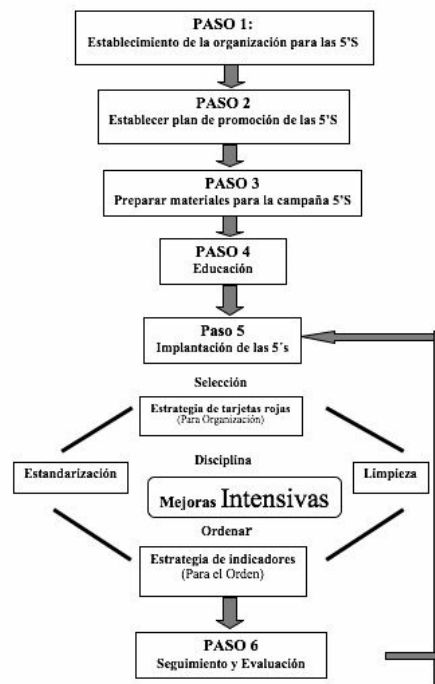 PASO 1:
Establecimiento de la organización para las 5'S
PASO 2
Establecer plan de promoción de las 5'S
PASO 3
Preparar materiales para la campaña 5'S
PASO 4
Educación
Paso 5
Implantación de las 5´s
Selección
Estrategia de tarjetas rojas
(Para Organización)
Estandarización
Disciplina
Limpieza
Mejoras Intensivas
Ordenar
Estrategia de indicadores
(Para el Orden)
PASO 6
Seguimiento y Evaluación